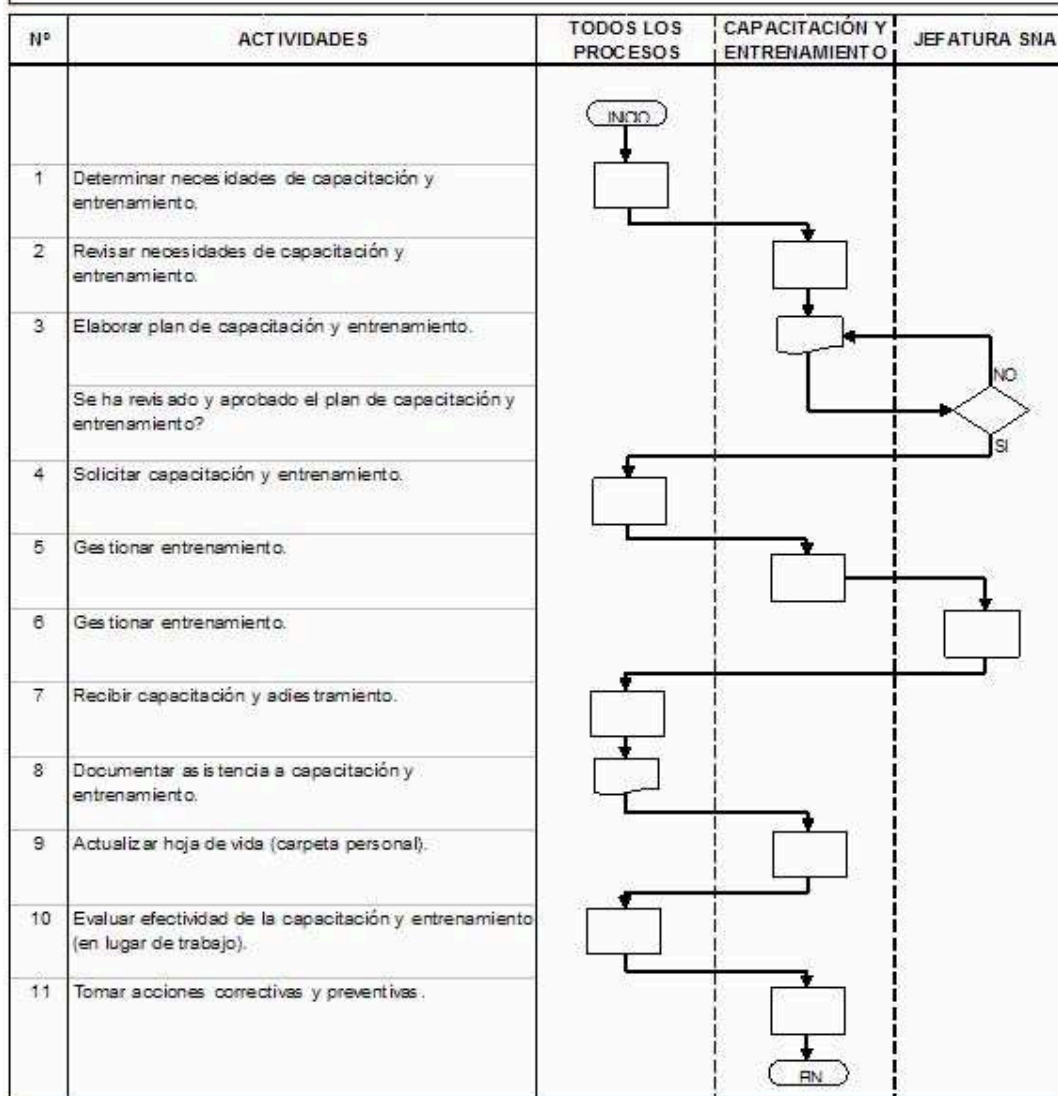 Nº ACTIVIDADES TODOS LOS PROCESOS CAPACITACIÓN Y ENTRENAMIENTO JEFATURA SNA
INICIO
1 Determinar necesidades de capacitación y
entrenamiento.
2 Revisar necesidades de capacitación y
entrenamiento.
3 Elaborar plan de capacitación y entrenamiento.
NO
Se ha revisado y aprobado el plan de capacitación y
entrenamiento?
SI
4 Solicitar capacitación y entrenamiento.
5 Gestionar entrenamiento.
6 Gestionar entrenamiento.
7 Recibir capacitación y adiestramiento.
8 Documentar asistencia a capacitación y
entrenamiento.
9 Actualizar hoja de vida (carpeta personal).
10 Evaluar efectividad de la capacitación y entrenamiento
(en lugar de trabajo).
11 Tomar acciones correctivas y preventivas.
FIN